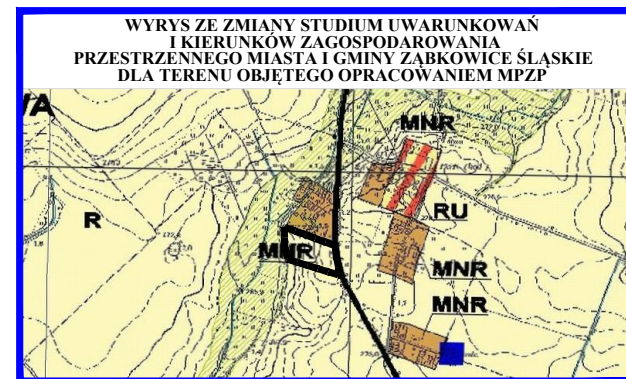 WYRYS ZE ZMIANY STUDIUM UWARUNKOWAŃ
I KIERUNKÓW ZAGOSPODAROWANIA
PRZESTRZENNEGO MIASTA I GMINY ZĄBKOWICE ŚLĄSKIE
DLA TERENU OBJĘTEGO OPRACOWANIEM MPZP
MNR
R
RU
MNR
MNR
MNR